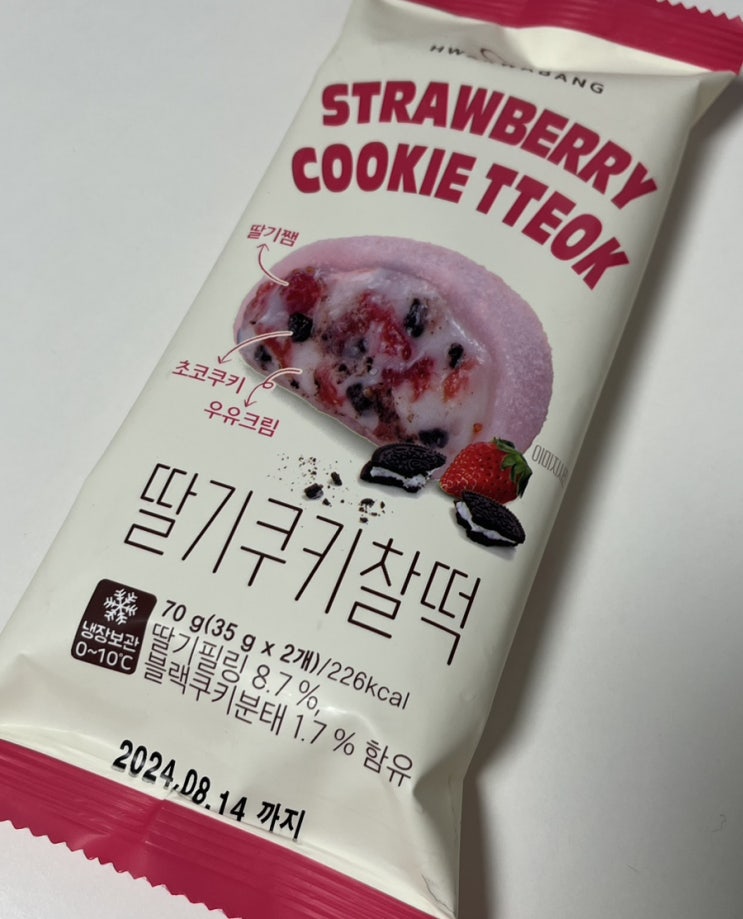 STRAWBERRY
COOKIE TTEOK
딸기쨈
초코쿠키
우유크림
딸기쿠키찰떡
냉장보관
0~10℃
70 g(35 g x 2개)/226kcal
딸기필링 8.7 %,
블랙쿠키분태 1.7 % 함유
2024.08.14 까지